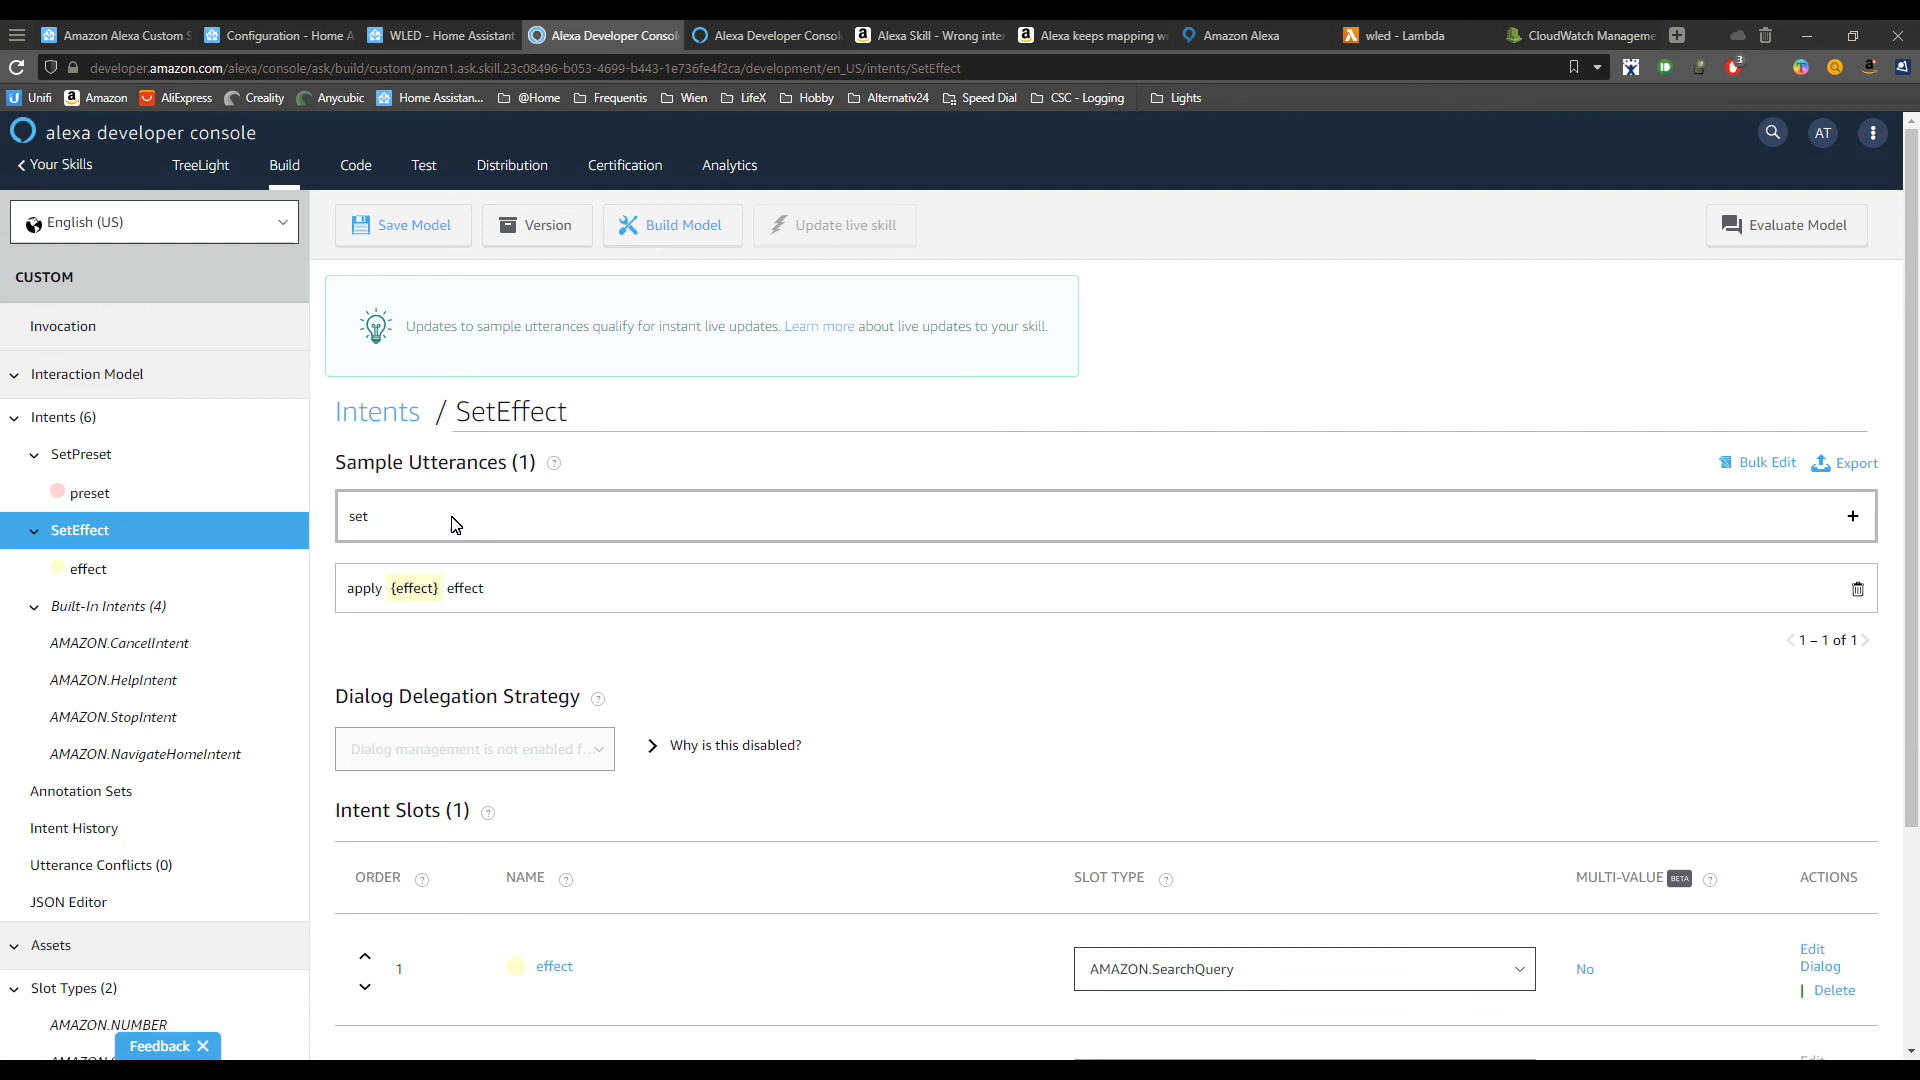 Amazon Alexa Custom S
Configuration - Home A
WLED - Home Assistant
Alexa Developer Consol
Alexa Developer Consol
Alexa Skill - Wrong inte
Alexa keeps mapping w
Amazon Alexa
wled - Lambda
CloudWatch Manageme
developer.amazon.com/alexa/console/ask/build/custom/amzn1.ask.skill.23c08496-b053-4699-b443-1e736fe4f2ca/development/en_US/intents/SetEffect
3
Unifi
Amazon
AliExpress
Creality
Anycubic
Home Assistan...
@Home
Frequentis
Wien
LifeX
Hobby
Alternativ24
Speed Dial
CSC - Logging
Lights
alexa developer console
AT
Your Skills
TreeLight
Build
Code
Test
Distribution
Certification
Analytics
English (US)
Save Model
Version
Build Model
Update live skill
Evaluate Model
CUSTOM
Invocation
Interaction Model
Intents (6)
SetPreset
preset
SetEffect
effect
Built-In Intents (4)
AMAZON.CancelIntent
AMAZON.HelpIntent
AMAZON.StopIntent
AMAZON.NavigateHomeIntent
Annotation Sets
Intent History
Utterance Conflicts (0)
JSON Editor
Assets
Slot Types (2)
AMAZON.NUMBER
Feedback
Updates to sample utterances qualify for instant live updates. Learn more about live updates to your skill.
Intents / SetEffect
Sample Utterances (1) ?
Bulk Edit
Export
set
apply {effect} effect
1 – 1 of 1
Dialog Delegation Strategy ?
Dialog management is not enabled f...
Why is this disabled?
Intent Slots (1) ?
ORDER ?
NAME ?
SLOT TYPE ?
MULTI-VALUE BETA ?
ACTIONS
1
effect
AMAZON.SearchQuery
No
Edit
Dialog
| Delete